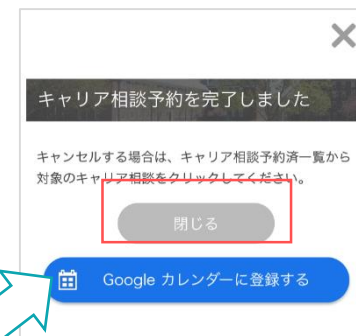 キャリア相談予約を完了しました
キャンセルする場合は、キャリア相談予約済一覧から
対象のキャリア相談をクリックしてください。
閉じる
Google カレンダーに登録する